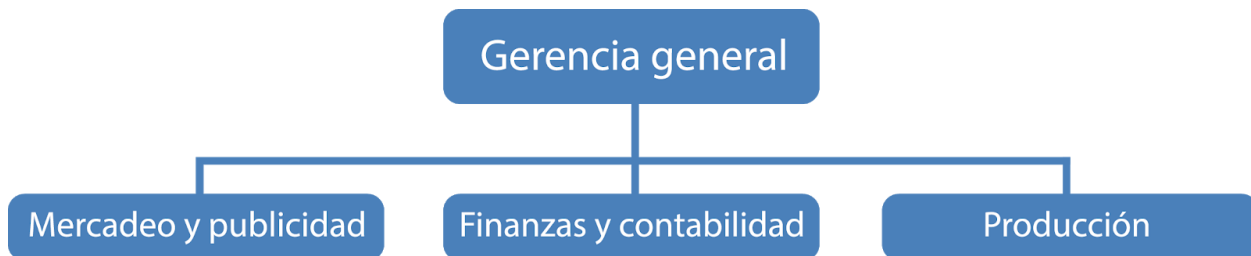 Gerencia general
Mercadeo y publicidad
Finanzas y contabilidad
Producción